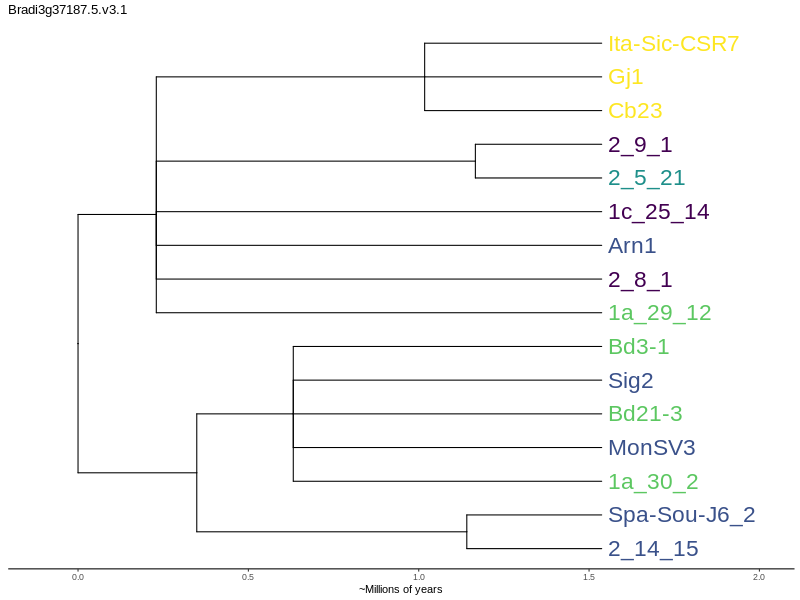 Bradi3g37187.5.v3.1
Ita-Sic-CSR7
Gj1
Cb23
2_9_1
2_5_21
1c_25_14
Arn1
2_8_1
1a_29_12
Bd3-1
Sig2
Bd21-3
MonSV3
1a_30_2
Spa-Sou-J6_2
2_14_15
0.0 0.5 1.0 1.5 2.0
~Millions of years